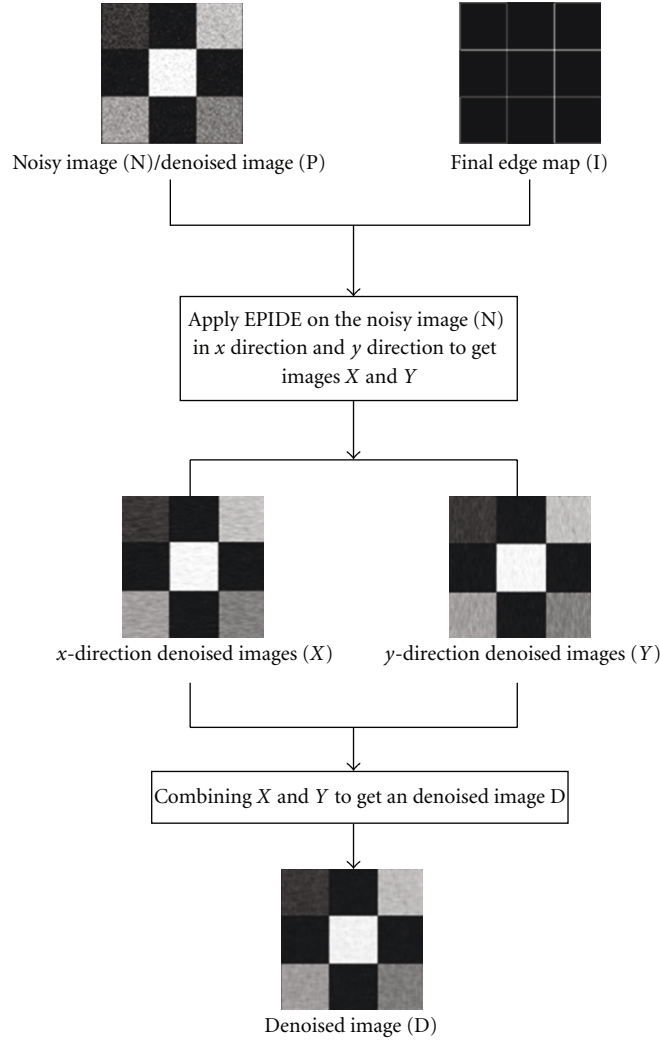 Noisy image (N)/denoised image (P)
Final edge map (I)
Apply EPIDE on the noisy image (N)
in x direction and y direction to get
images X and Y
x-direction denoised images (X)
y-direction denoised images (Y)
Combining X and Y to get an denoised image D
Denoised image (D)